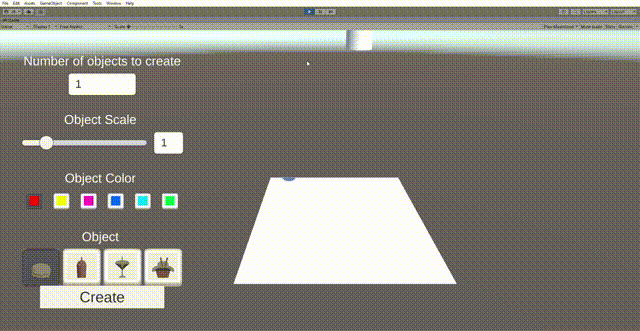 File Edit Assets GameObject Component Tools Window Help
Number of objects to create
1
Object Scale
1
Object Color
Object
Create